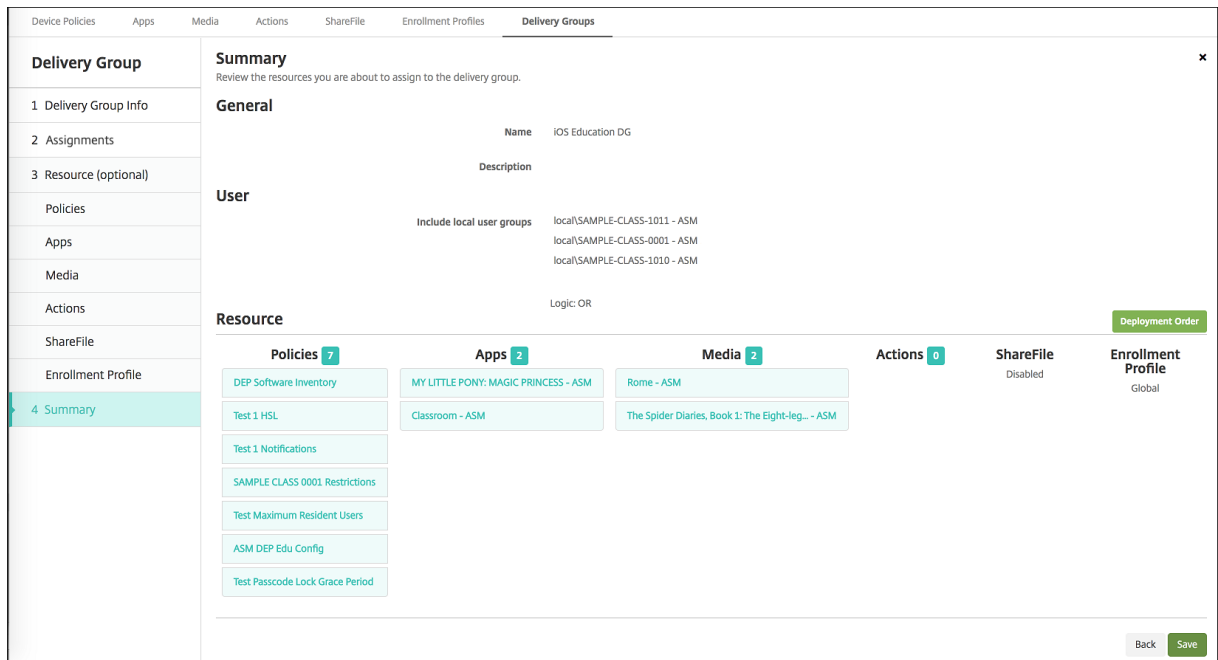 Device Policies Apps Media Actions ShareFile Enrollment Profiles Delivery Groups
Delivery Group
1 Delivery Group Info
2 Assignments
3 Resource (optional)
Policies
Apps
Media
Actions
ShareFile
Enrollment Profile
4 Summary
Summary
Review the resources you are about to assign to the delivery group.
General
Name iOS Education DG
Description
User
Include local user groups local\SAMPLE-CLASS-1011 - ASM
local\SAMPLE-CLASS-0001 - ASM
local\SAMPLE-CLASS-1010 - ASM
Logic: OR
Resource
Deployment Order
Policies 7
DEP Software Inventory
Test 1 HSL
Test 1 Notifications
SAMPLE CLASS 0001 Restrictions
Test Maximum Resident Users
ASM DEP Edu Config
Test Passcode Lock Grace Period
Apps 2
MY LITTLE PONY: MAGIC PRINCESS - ASM
Classroom - ASM
Media 2
Rome - ASM
The Spider Diaries, Book 1: The Eight-leg... - ASM
Actions 0
ShareFile
Disabled
Enrollment
Profile
Global
Back Save